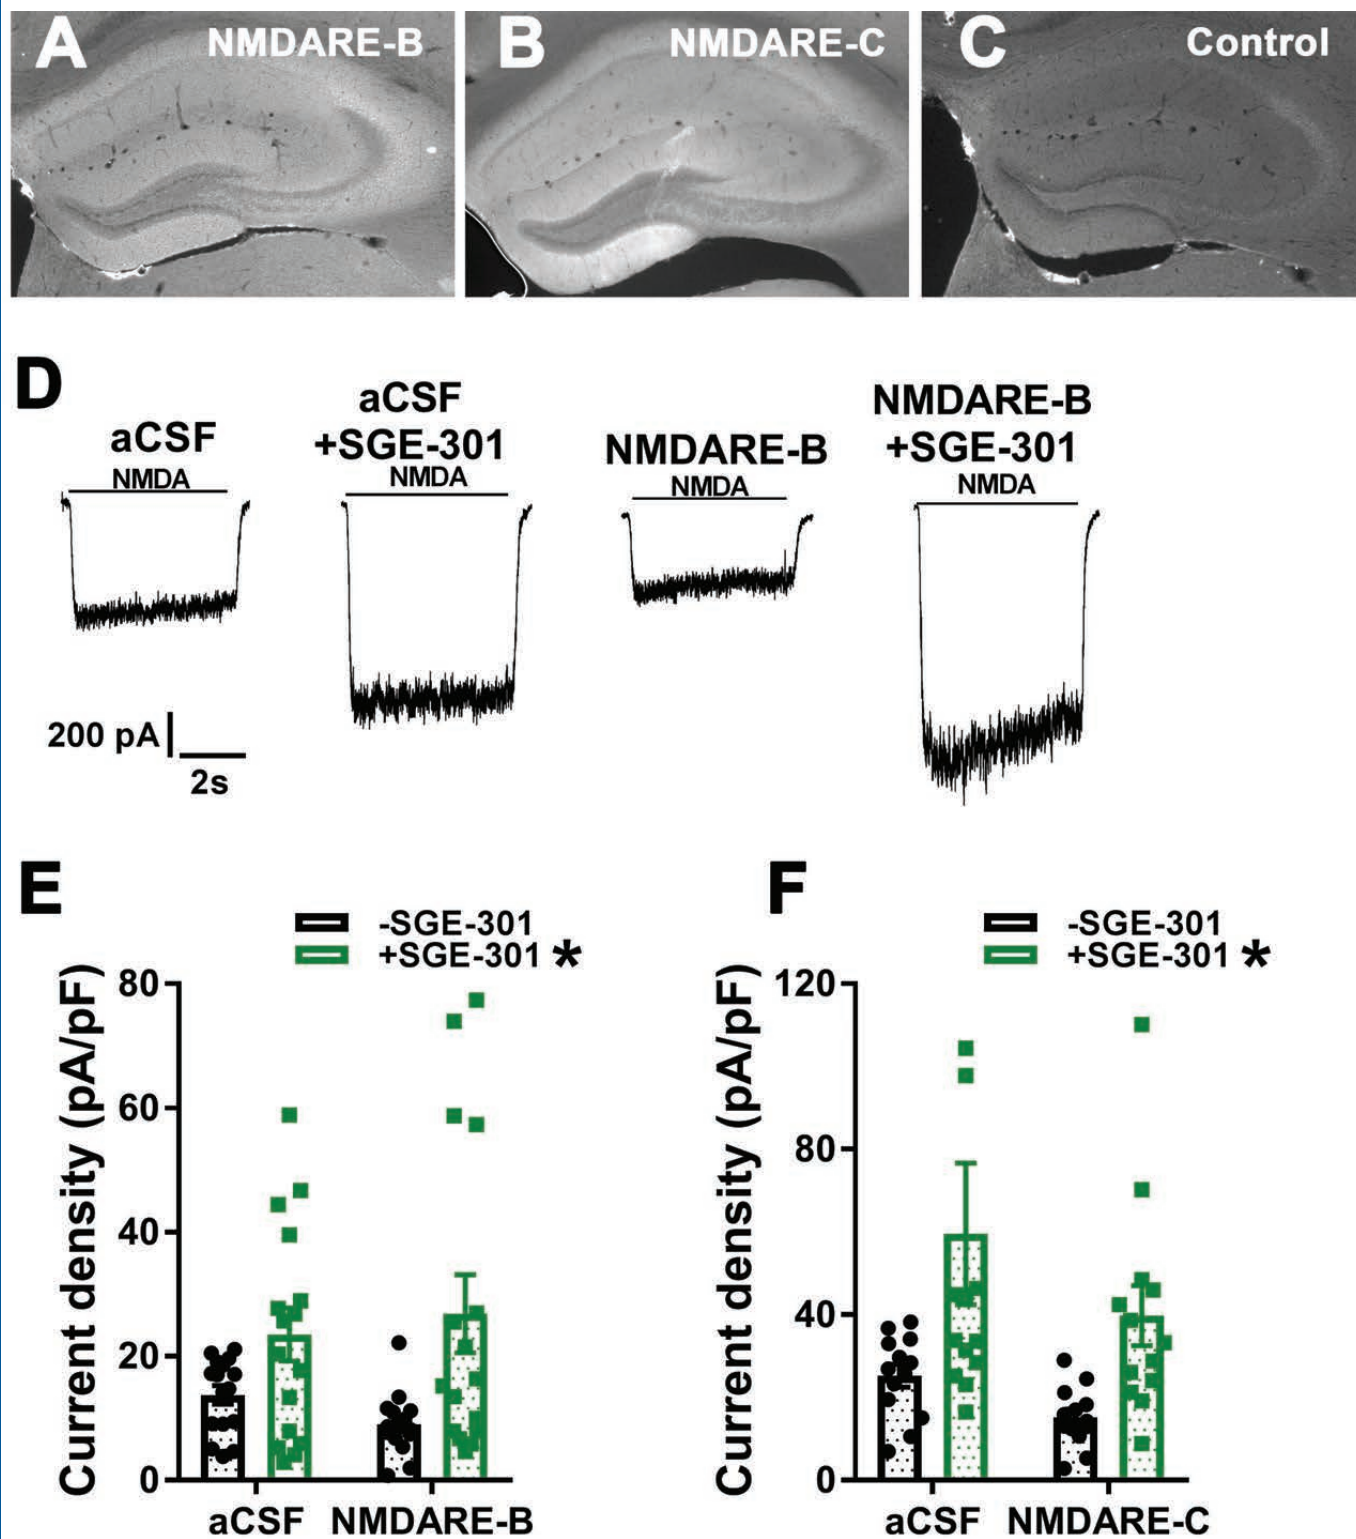 A NMDARE-B
B NMDARE-C
C Control
D
aCSF
NMDA
aCSF
+SGE-301
NMDA
NMDARE-B
NMDA
NMDARE-B
+SGE-301
NMDA
200 pA
2s
E
-SGE-301
+SGE-301 *
Current density (pA/pF)
80
60
40
20
0
aCSF NMDARE-B
F
-SGE-301
+SGE-301 *
Current density (pA/pF)
120
80
40
0
aCSF NMDARE-C